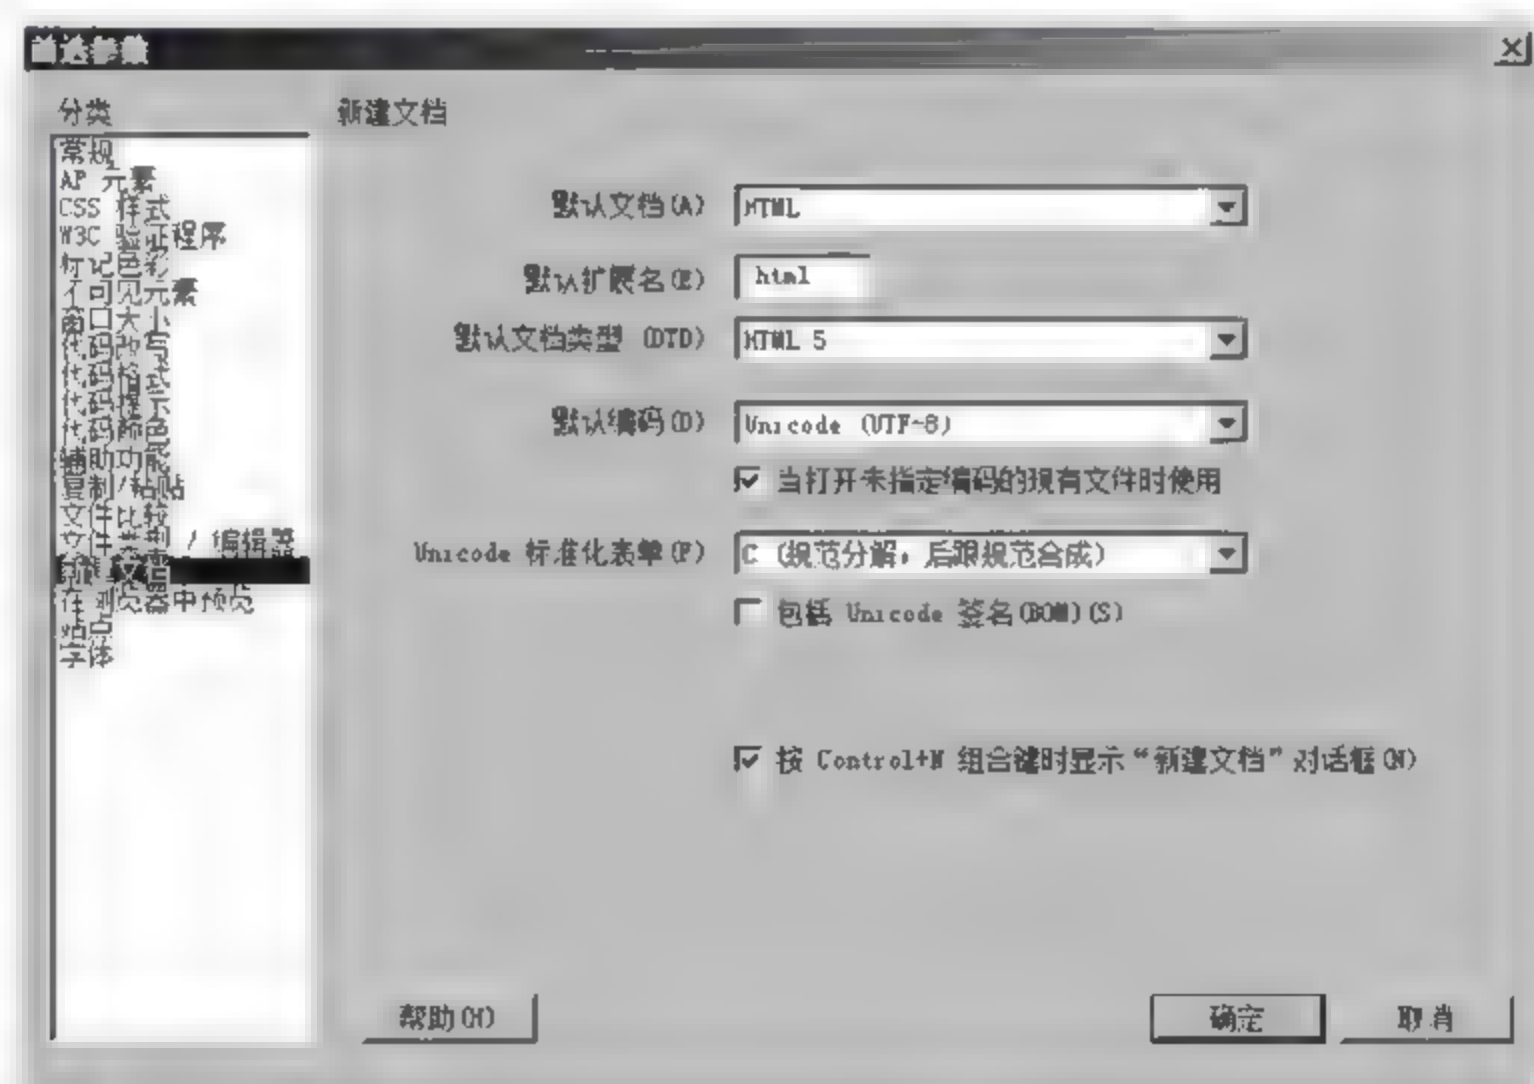 首选参数
分类
常规
AP 元素
CSS 样式
W3C 验证程序
标记色彩
不可见元素
窗口大小
代码改写
代码格式
代码提示
代码颜色
辅助功能
复制/粘贴
文件比较
文件类型 / 编辑器
新建文档
在浏览器中预览
站点
字体
新建文档
默认文档(A)
HTML
默认扩展名(E)
html
默认文档类型 (DTD)
HTML 5
默认编码(D)
Unicode (UTF-8)
当打开未指定编码的现有文件时使用
Unicode 标准化表单(F)
C (规范分解，后跟规范合成)
包括 Unicode 签名(BOM)(S)
按 Control+N 组合键时显示“新建文档”对话框(N)
帮助(H)
确定
取消